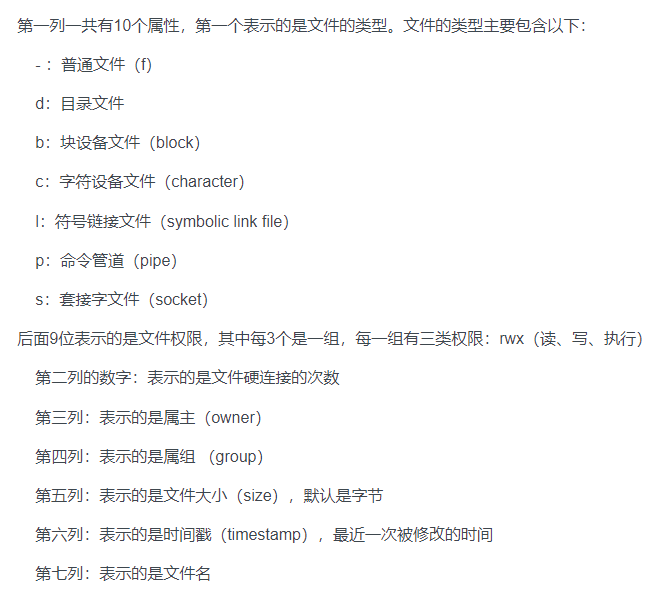 第一列一共有10个属性，第一个表示的是文件的类型。文件的类型主要包含以下：
- ：普通文件（f）
d：目录文件
b：块设备文件（block）
c：字符设备文件（character）
l：符号链接文件（symbolic link file）
p：命令管道（pipe）
s：套接字文件（socket）
后面9位表示的是文件权限，其中每3个是一组，每一组有三类权限：rwx（读、写、执行）
第二列的数字：表示的是文件硬连接的次数
第三列：表示的是属主（owner）
第四列：表示的是属组 （group）
第五列：表示的是文件大小（size），默认是字节
第六列：表示的是时间戳（timestamp），最近一次被修改的时间
第七列：表示的是文件名